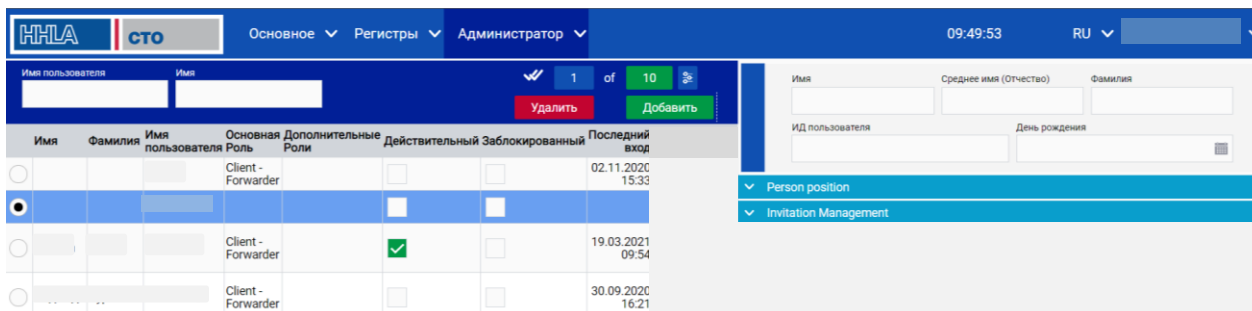 HHLA СТО Основное Регистры Администратор 09:49:53 RU
Имя пользователя Имя
1 of 10
Удалить Добавить
Имя Фамилия Имя пользователя Основная Роль Дополнительные Роли Действительный Заблокированный Последний вход
Client - Forwarder 02.11.2020 15:33
Client - Forwarder 19.03.2021 09:54
Client - Forwarder 30.09.2020 16:21
Имя Среднее имя (Отчество) Фамилия
ИД пользователя День рождения
Person position
Invitation Management